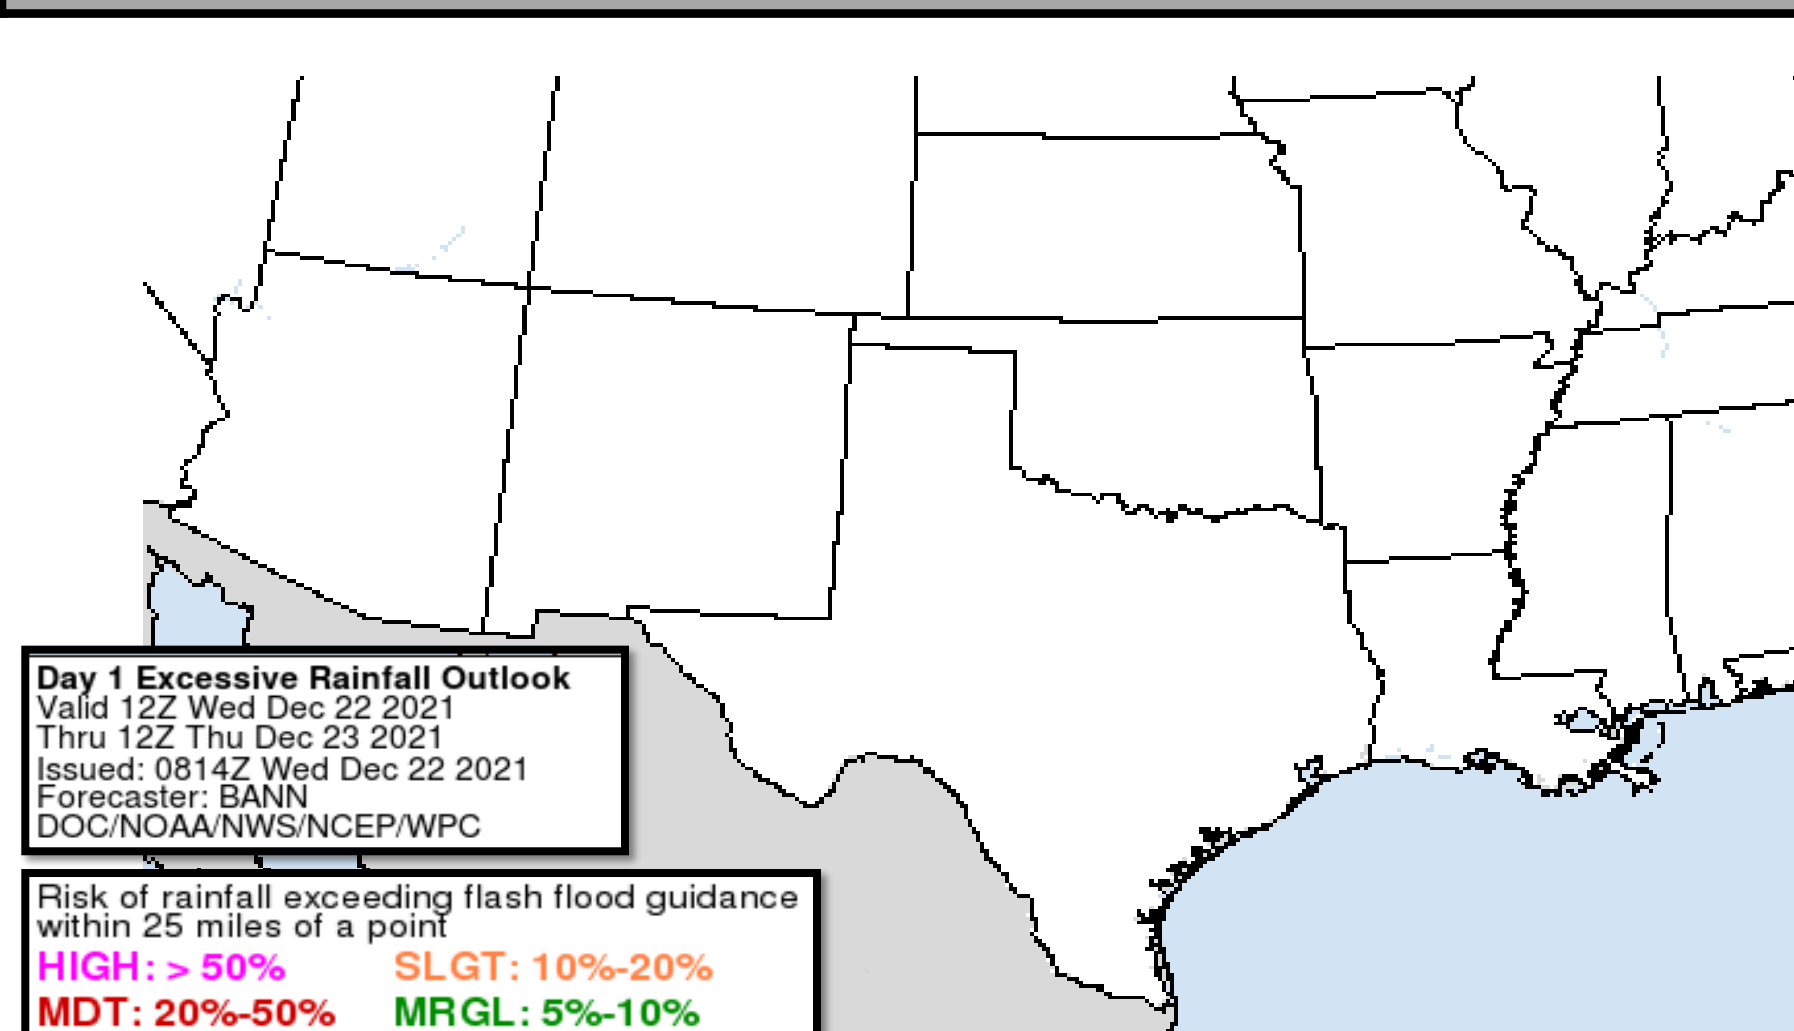 Day 1 Excessive Rainfall Outlook
Valid 12Z Wed Dec 22 2021
Thru 12Z Thu Dec 23 2021
Issued: 0814Z Wed Dec 22 2021
Forecaster: BANN
DOC/NOAA/NWS/NCEP/WPC
Risk of rainfall exceeding flash flood guidance
within 25 miles of a point
HIGH: > 50% SLGT: 10%-20%
MDT: 20%-50% MRGL: 5%-10%